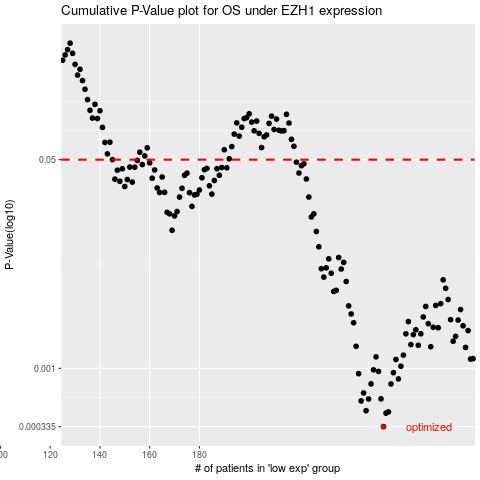 Cumulative P-Value plot for OS under EZH1 expression
P-Value(log10)
0.05
0.001
0.000335
optimized
00 120 140 160 180
# of patients in 'low exp' group